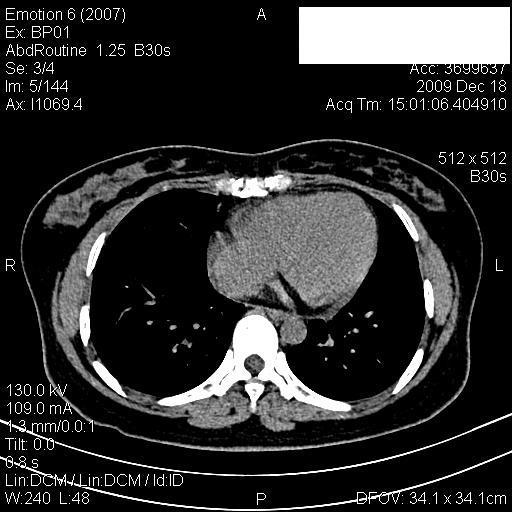 Emotion 6 (2007)
Ex: BP01
AbdRoutine 1.25 B30s
Se: 3/4
Im: 5/144
Ax: I1069.4
A
Acc: 3699637
2009 Dec 18
Acq Tm: 15:01:06.404910
512 x 512
B30s
R
L
130.0 kV
109.0 mA
1.3 mm/0.0:1
Tilt: 0.0
0.8 s
Lin:DCM / Lin:DCM / Id:ID
W:240 L:48
P
DFOV: 34.1 x 34.1cm